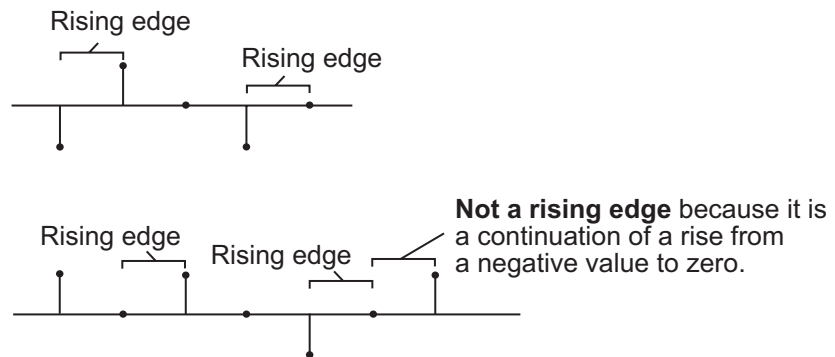 Rising edge
Rising edge
Not a rising edge because it is
a continuation of a rise from
a negative value to zero.
Rising edge
Rising edge